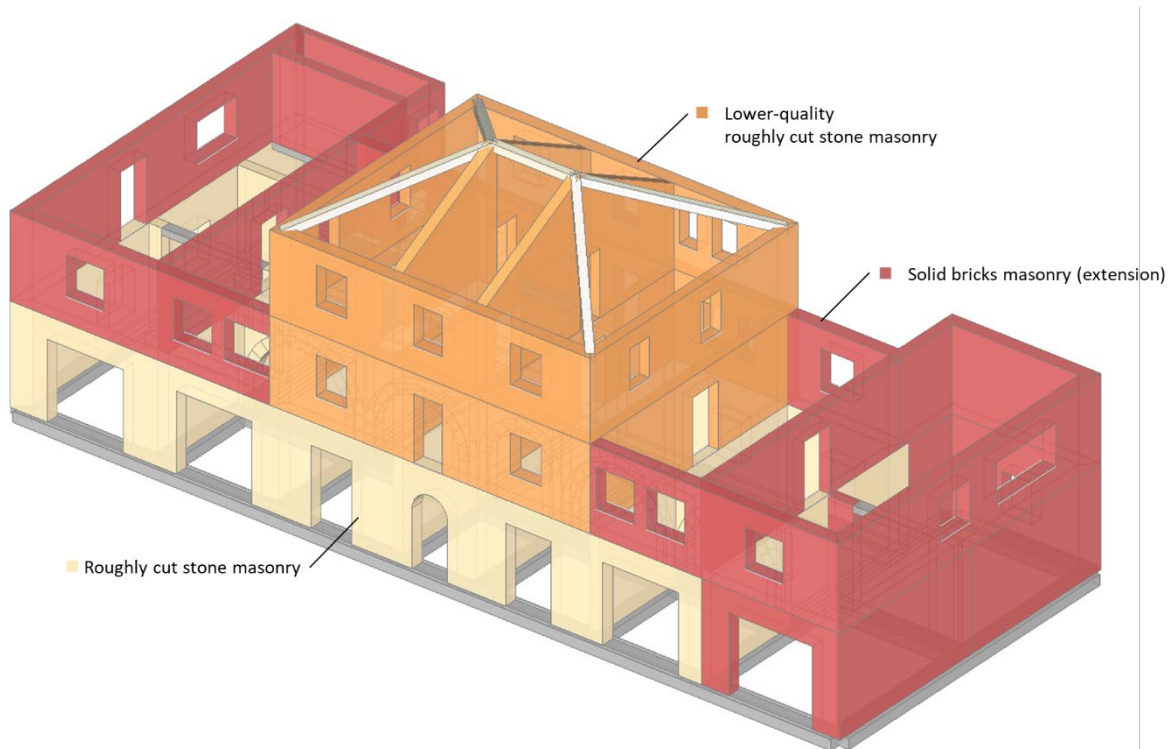 Lower-quality
roughly cut stone masonry
Solid bricks masonry (extension)
Roughly cut stone masonry